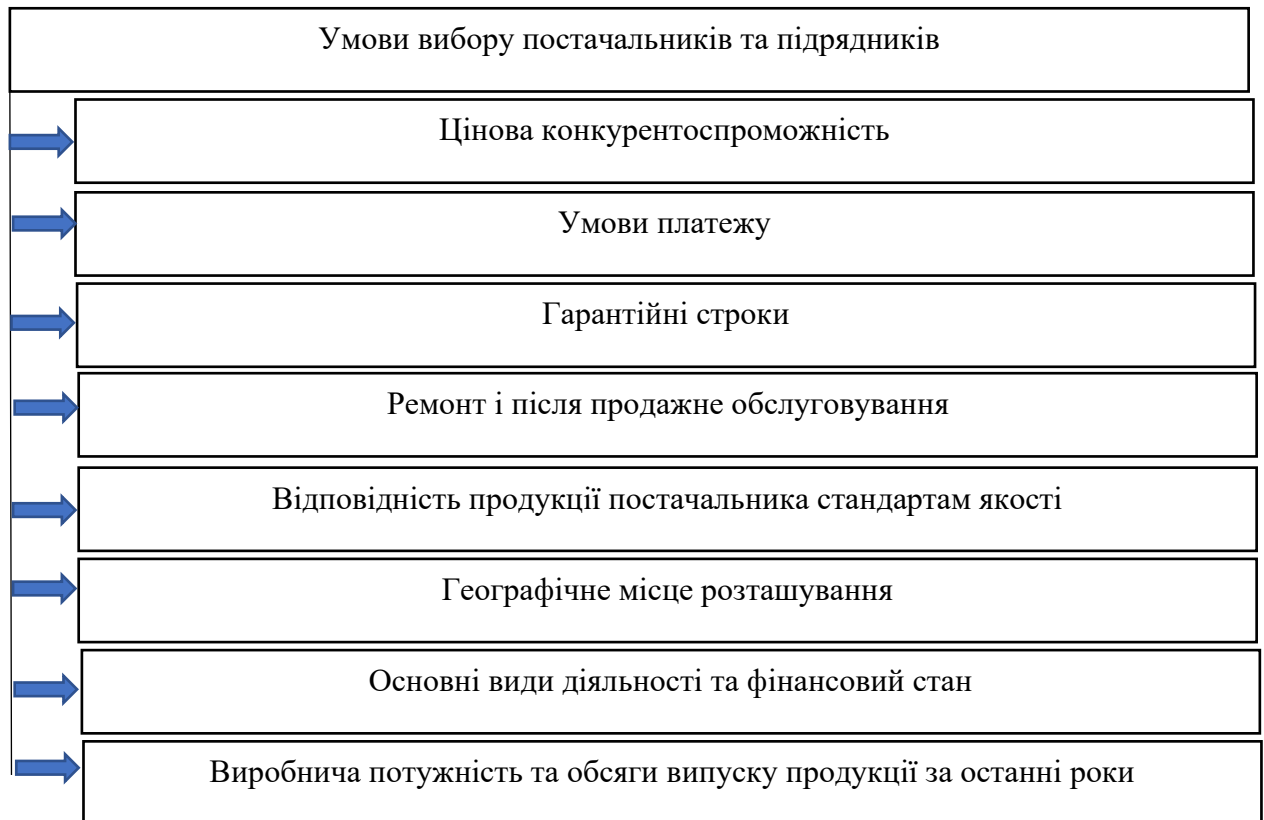 Умови вибору постачальників та підрядників
Цінова конкурентоспроможність
Умови платежу
Гарантійні строки
Ремонт і після продажне обслуговування
Відповідність продукції постачальника стандартам якості
Географічне місце розташування
Основні види діяльності та фінансовий стан
Виробнича потужність та обсяги випуску продукції за останні роки